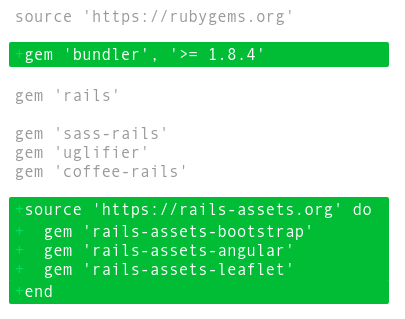 source 'https://rubygems.org'
+gem 'bundler', '>= 1.8.4'
gem 'rails'
gem 'sass-rails'
gem 'uglifier'
gem 'coffee-rails'
+source 'https://rails-assets.org' do
+  gem 'rails-assets-bootstrap'
+  gem 'rails-assets-angular'
+  gem 'rails-assets-leaflet'
+end